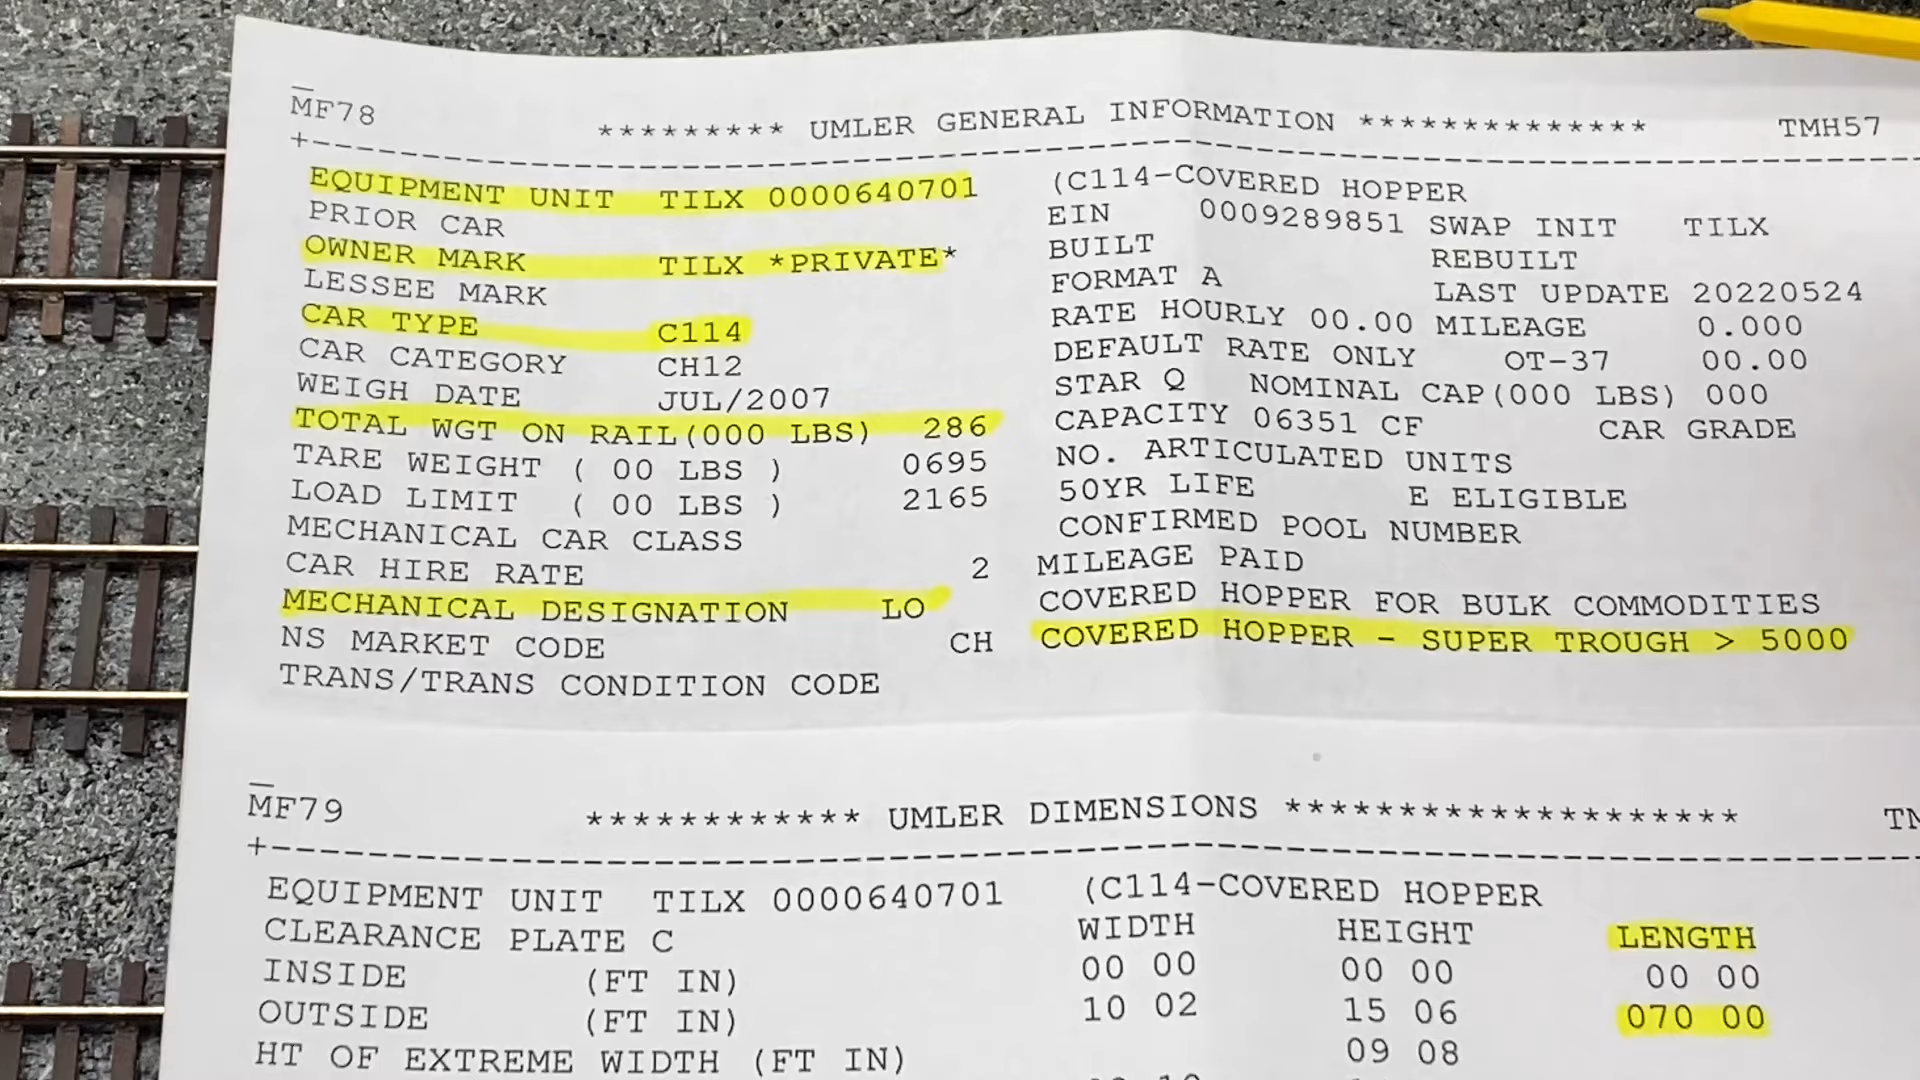 MF78 ********* UMLER GENERAL INFORMATION ************** TMH57
+-----------------------------------------------------------------
EQUIPMENT UNIT TILX 0000640701 (C114-COVERED HOPPER
PRIOR CAR EIN 0009289851 SWAP INIT TILX
OWNER MARK TILX *PRIVATE* BUILT REBUILT
LESSEE MARK FORMAT A LAST UPDATE 20220524
CAR TYPE C114 RATE HOURLY 00.00 MILEAGE 0.000
CAR CATEGORY CH12 DEFAULT RATE ONLY OT-37 00.00
WEIGH DATE JUL/2007 STAR Q NOMINAL CAP(000 LBS) 000
TOTAL WGT ON RAIL(000 LBS) 286 CAPACITY 06351 CF CAR GRADE
TARE WEIGHT ( 00 LBS ) 0695 NO. ARTICULATED UNITS
LOAD LIMIT ( 00 LBS ) 2165 50YR LIFE E ELIGIBLE
MECHANICAL CAR CLASS CONFIRMED POOL NUMBER
CAR HIRE RATE 2 MILEAGE PAID
MECHANICAL DESIGNATION LO COVERED HOPPER FOR BULK COMMODITIES
NS MARKET CODE CH COVERED HOPPER - SUPER TROUGH > 5000
TRANS/TRANS CONDITION CODE
MF79 ************ UMLER DIMENSIONS ********************
+-----------------------------------------------------------------
EQUIPMENT UNIT TILX 0000640701 (C114-COVERED HOPPER
CLEARANCE PLATE C WIDTH HEIGHT LENGTH
INSIDE (FT IN) 00 00 00 00 00 00
OUTSIDE (FT IN) 10 02 15 06 070 00
HT OF EXTREME WIDTH (FT IN) 09 08